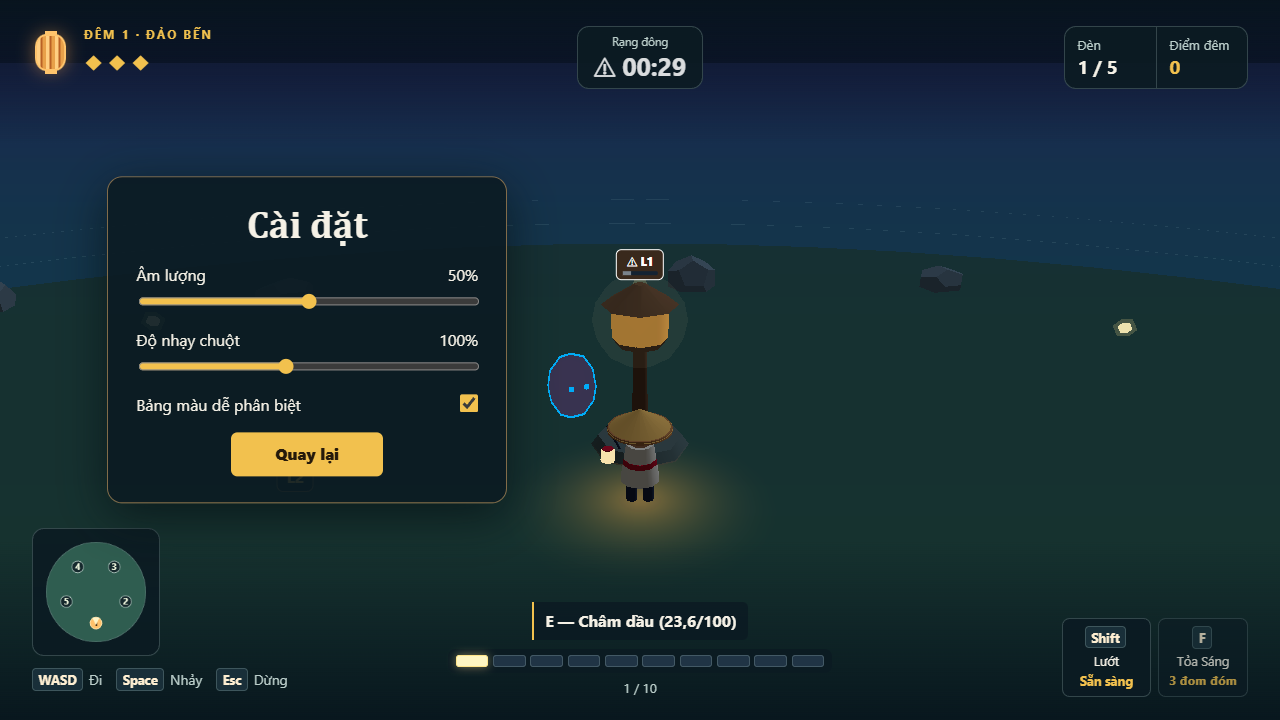 ĐÊM 1 · ĐẢO BẾN
Rạng đông
⚠ 00:29
Đèn
1 / 5
Điểm đêm
0
Cài đặt
Âm lượng 50%
Độ nhạy chuột 100%
Bảng màu dễ phân biệt
Quay lại
⚠ L1
L2
4 3
5 2
E — Châm dầu (23,6/100)
1 / 10
WASD Đi Space Nhảy Esc Dừng
Shift
Lướt
Sẵn sàng
F
Tỏa Sáng
3 đom đóm